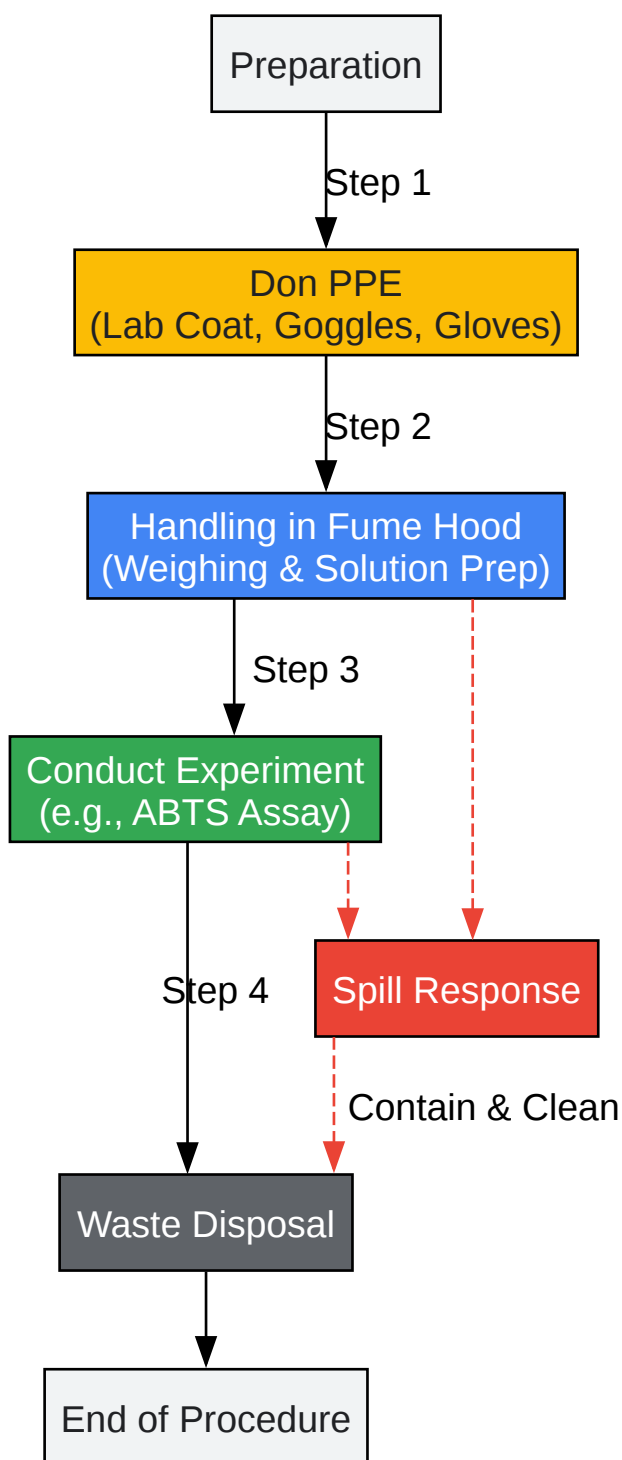 Preparation
Step 1
Don PPE
(Lab Coat, Goggles, Gloves)
Step 2
Handling in Fume Hood
(Weighing & Solution Prep)
Step 3
Conduct Experiment
(e.g., ABTS Assay)
Step 4
Spill Response
Contain & Clean
Waste Disposal
End of Procedure